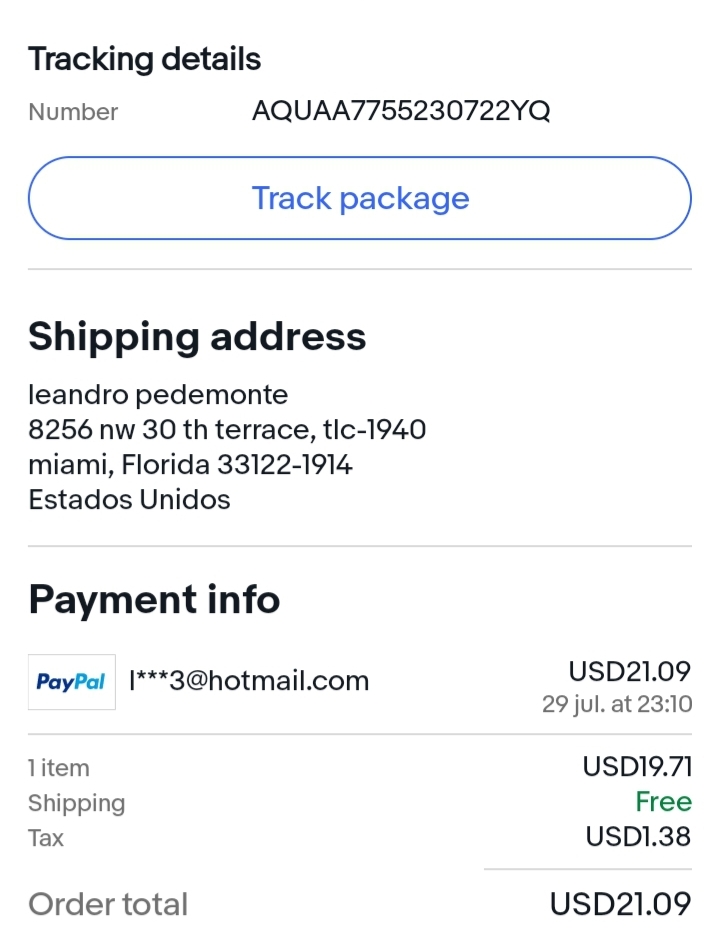 Tracking details
Number AQUAA7755230722YQ
Track package
Shipping address
leandro pedemonte
8256 nw 30 th terrace, tlc-1940
miami, Florida 33122-1914
Estados Unidos
Payment info
PayPal l***3@hotmail.com USD21.09
29 jul. at 23:10
1 item USD19.71
Shipping Free
Tax USD1.38
Order total USD21.09